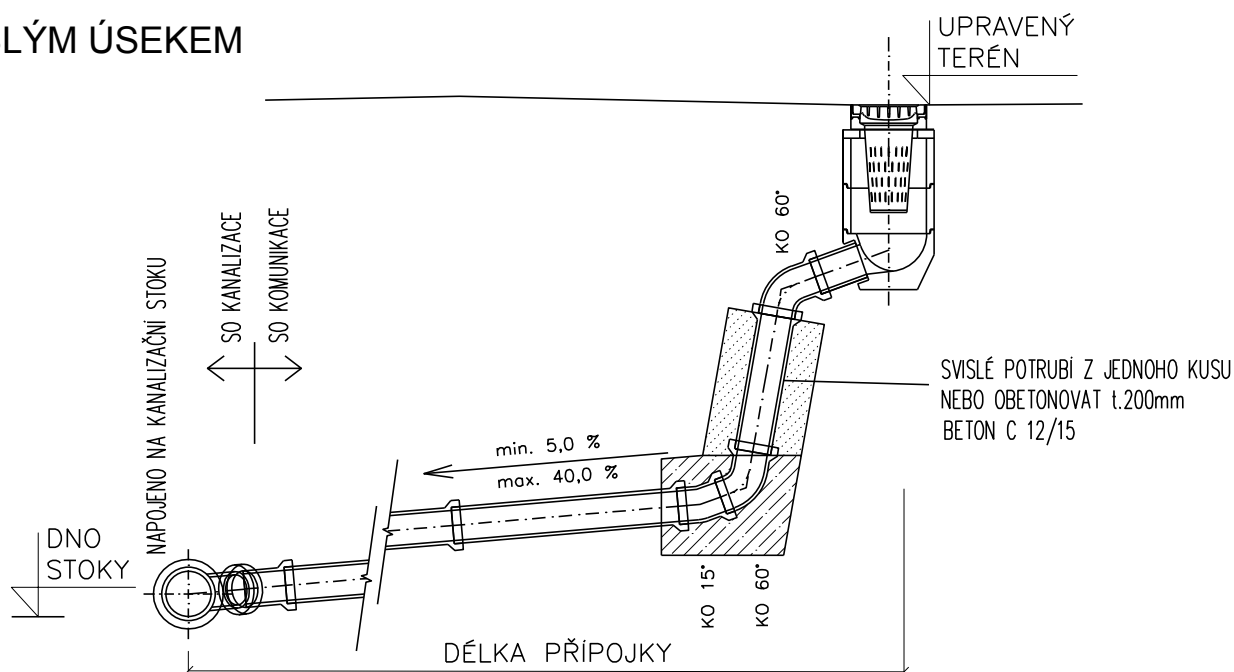 LÝM ÚSEKEM
UPRAVENÝ
TERÉN
KO 60°
NAPOJENO NA KANALIZAČNÍ STOKU
SO KANALIZACE
SO KOMUNIKACE
SVISLÉ POTRUBÍ Z JEDNOHO KUSU
NEBO OBETONOVAT t.200mm
BETON C 12/15
min. 5,0 %
max. 40,0 %
DNO
STOKY
KO 15°
KO 60°
DÉLKA PŘÍPOJKY